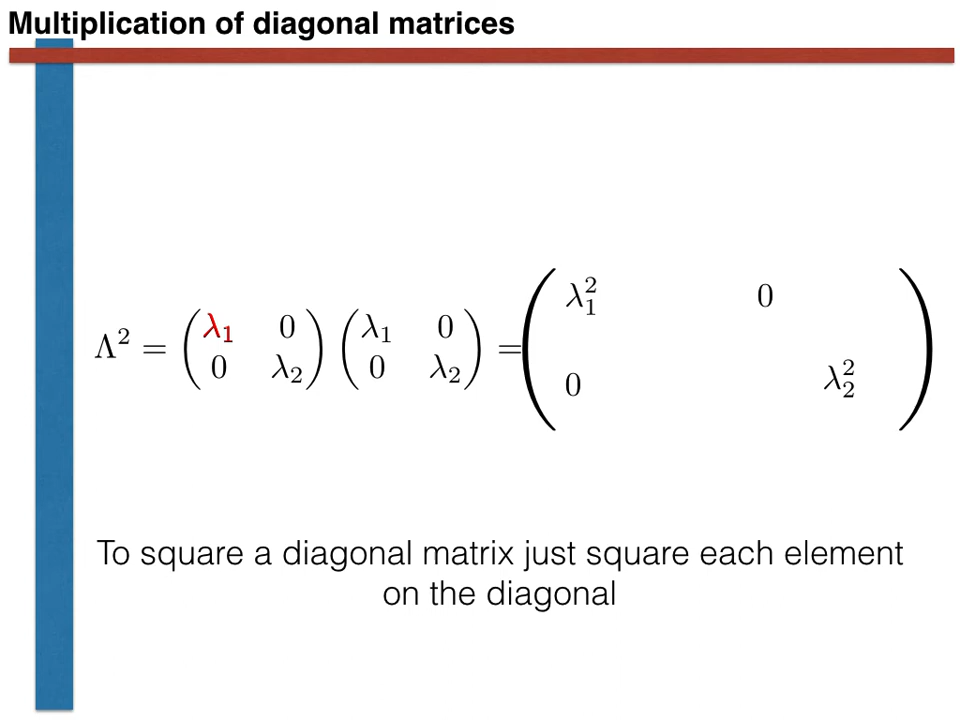 Multiplication of diagonal matrices
Λ² = (λ₁ 0; 0 λ₂) (λ₁ 0; 0 λ₂) = (λ₁² 0; 0 λ₂²)
To square a diagonal matrix just square each element
on the diagonal